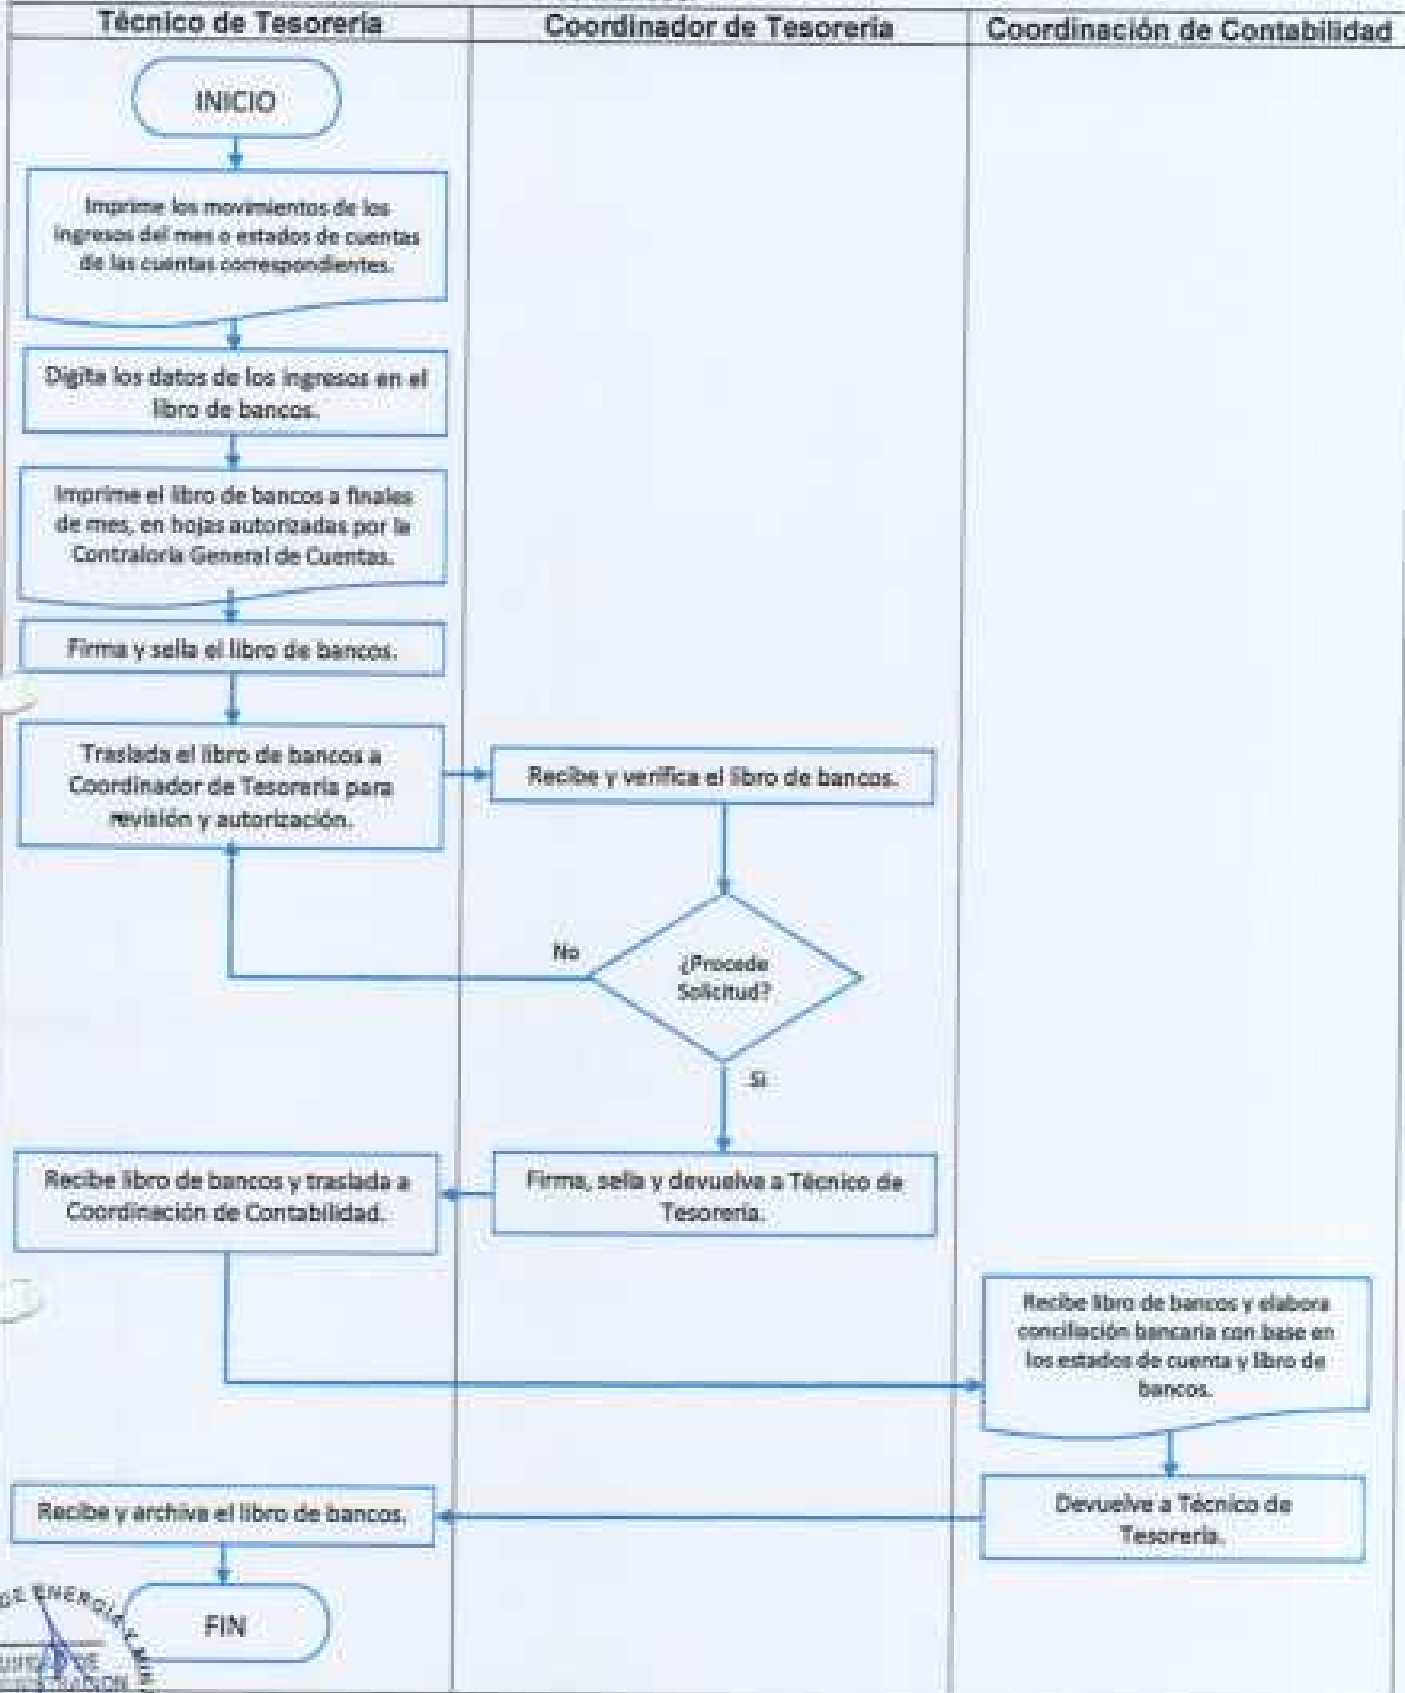 Técnico de Tesorería
Coordinador de Tesorería
Coordinación de Contabilidad
INICIO
Imprime los movimientos de los
ingresos del mes o estados de cuentas
de las cuentas correspondientes.
Digita los datos de los ingresos en el
libro de bancos.
Imprime el libro de bancos a finales
de mes, en hojas autorizadas por la
Contraloría General de Cuentas.
Firma y sella el libro de bancos.
Traslada el libro de bancos a
Coordinador de Tesorería para
revisión y autorización.
Recibe y verifica el libro de bancos.
No
¿Procede
Solicitud?
Si
Recibe libro de bancos y traslada a
Coordinación de Contabilidad.
Firma, sella y devuelve a Técnico de
Tesorería.
Recibe libro de bancos y elabora
conciliación bancaria con base en
los estados de cuenta y libro de
bancos.
Recibe y archiva el libro de bancos.
Devuelve a Técnico de
Tesorería.
FIN
DE ENERGÍA Y
DE